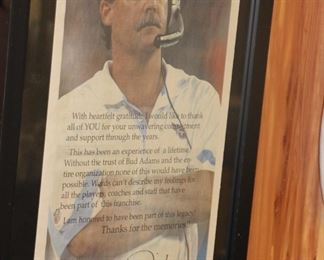 With heartfelt gratitude I would like to thank
all of YOU for your unwavering commitment
and support through the years.
This has been an experience of a lifetime.
Without the trust of Bud Adams and the en-
tire organization none of this would have been
possible. Words can't describe my feelings for
all the players, coaches and staff that have
been part of this franchise.
I am honored to have been part of this legacy!
Thanks for the memories!!